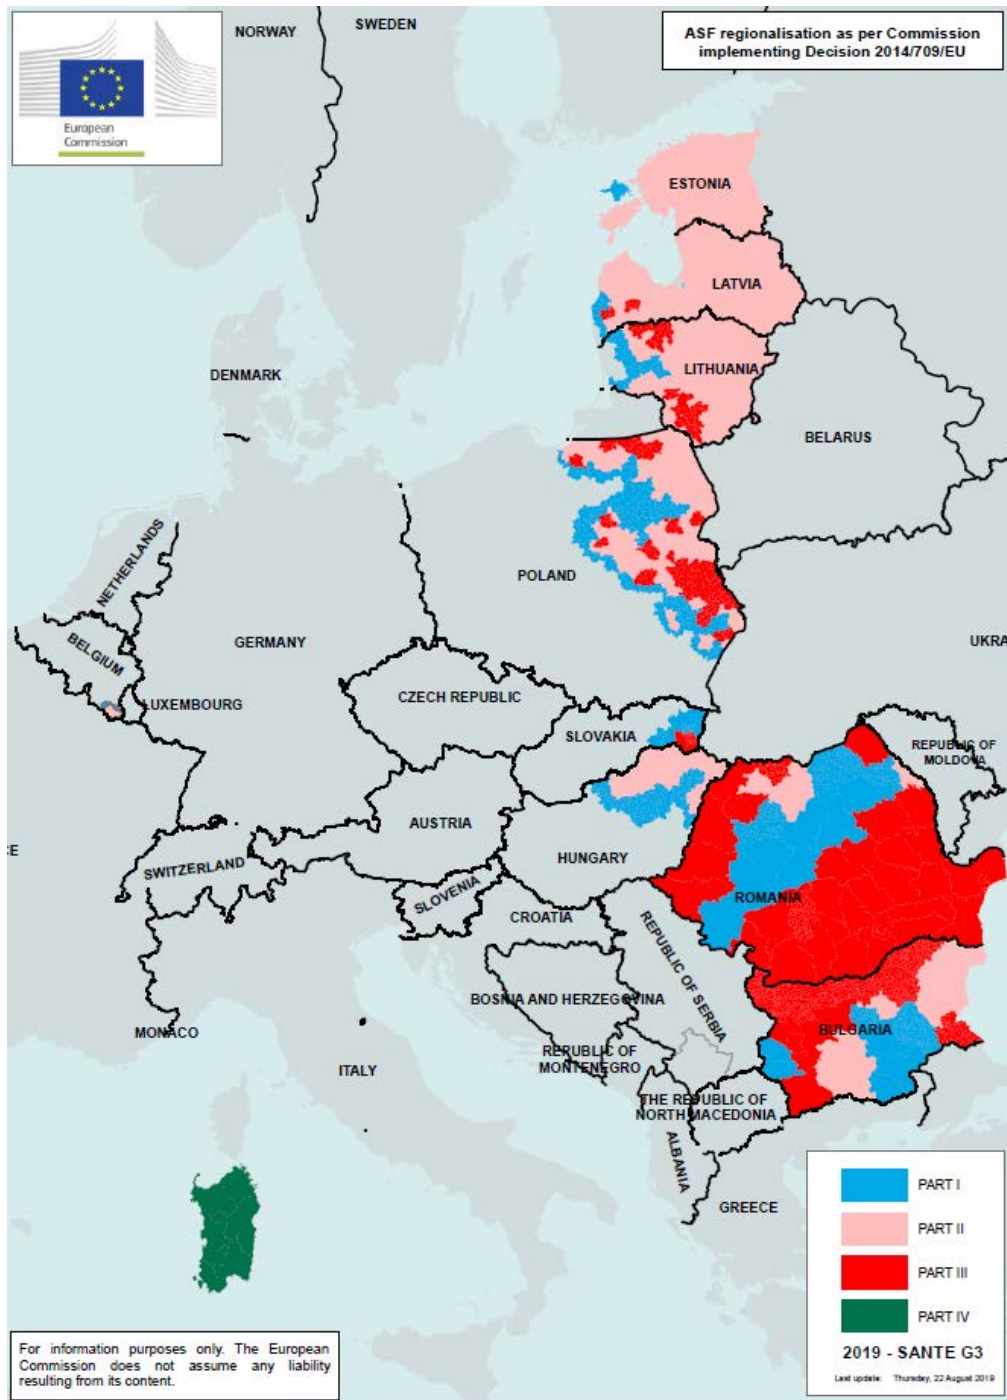 NORWAY
SWEDEN
ASF regionalisation as per Commission
implementing Decision 2014/709/EU
European
Commission
ESTONIA
LATVIA
LITHUANIA
DENMARK
BELARUS
NETHERLANDS
POLAND
BELGIUM
GERMANY
UKRA
LUXEMBOURG
CZECH REPUBLIC
SLOVAKIA
REPUBLIC OF
MOLDOVA
AUSTRIA
CE
SWITZERLAND
HUNGARY
SLOVENIA
ROMANIA
CROATIA
REPUBLIC OF SERBIA
BOSNIA AND HERZEGOVINA
BULGARIA
MONACO
ITALY
REPUBLIC OF
MONTENEGRO
THE REPUBLIC OF
NORTH MACEDONIA
ALBANIA
GREECE
PART I
PART II
PART III
PART IV
2019 - SANTE G3
Last update: Thursday, 22 August 2019
For information purposes only. The European
Commission does not assume any liability
resulting from its content.